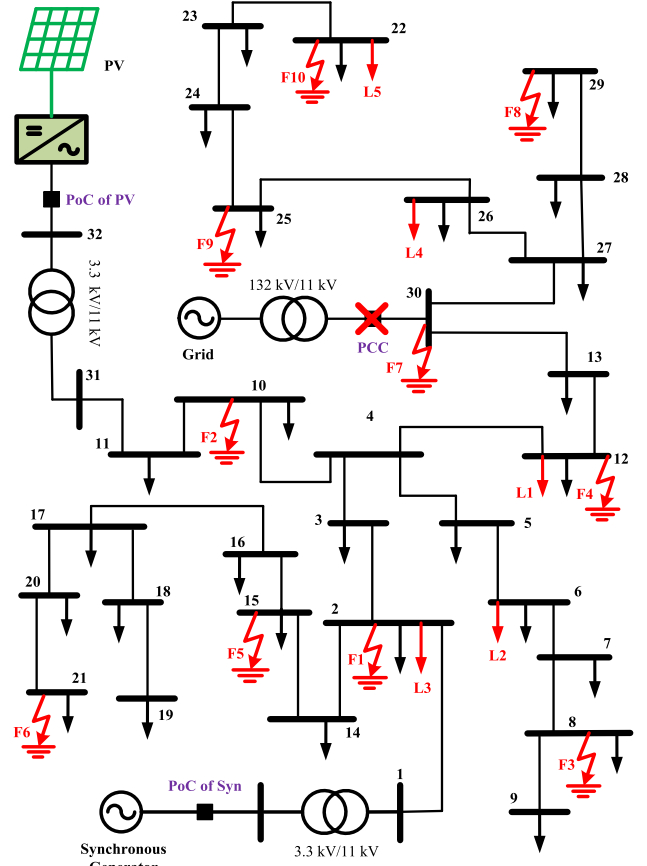 23
22
PV
F10
L5
29
F8
24
PoC of PV
28
25
26
32
F9
L4
27
3.3 kV/11 kV
132 kV/11 kV
30
Grid
PCC
F7
13
31
10
11
F2
4
12
L1
F4
17
3
5
16
20
18
15
2
6
F5
F1
L3
L2
7
21
19
14
8
F6
F3
PoC of Syn
1
9
Synchronous
3.3 kV/11 kV